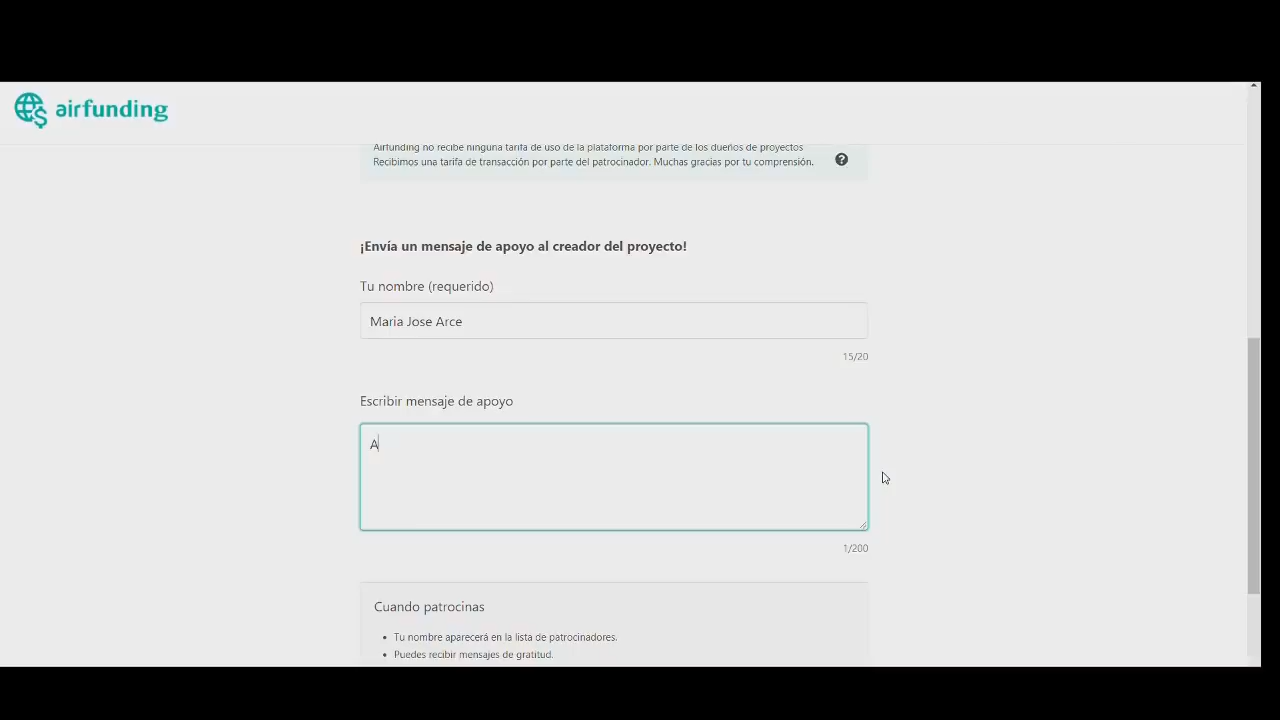 airfunding
Airfunding no recibe ninguna tarifa de uso de la plataforma por parte de los dueños de proyectos
Recibimos una tarifa de transacción por parte del patrocinador. Muchas gracias por tu comprensión.
¡Envía un mensaje de apoyo al creador del proyecto!
Tu nombre (requerido)
Maria Jose Arce
15/20
Escribir mensaje de apoyo
A
1/200
Cuando patrocinas
• Tu nombre aparecerá en la lista de patrocinadores.
• Puedes recibir mensajes de gratitud.